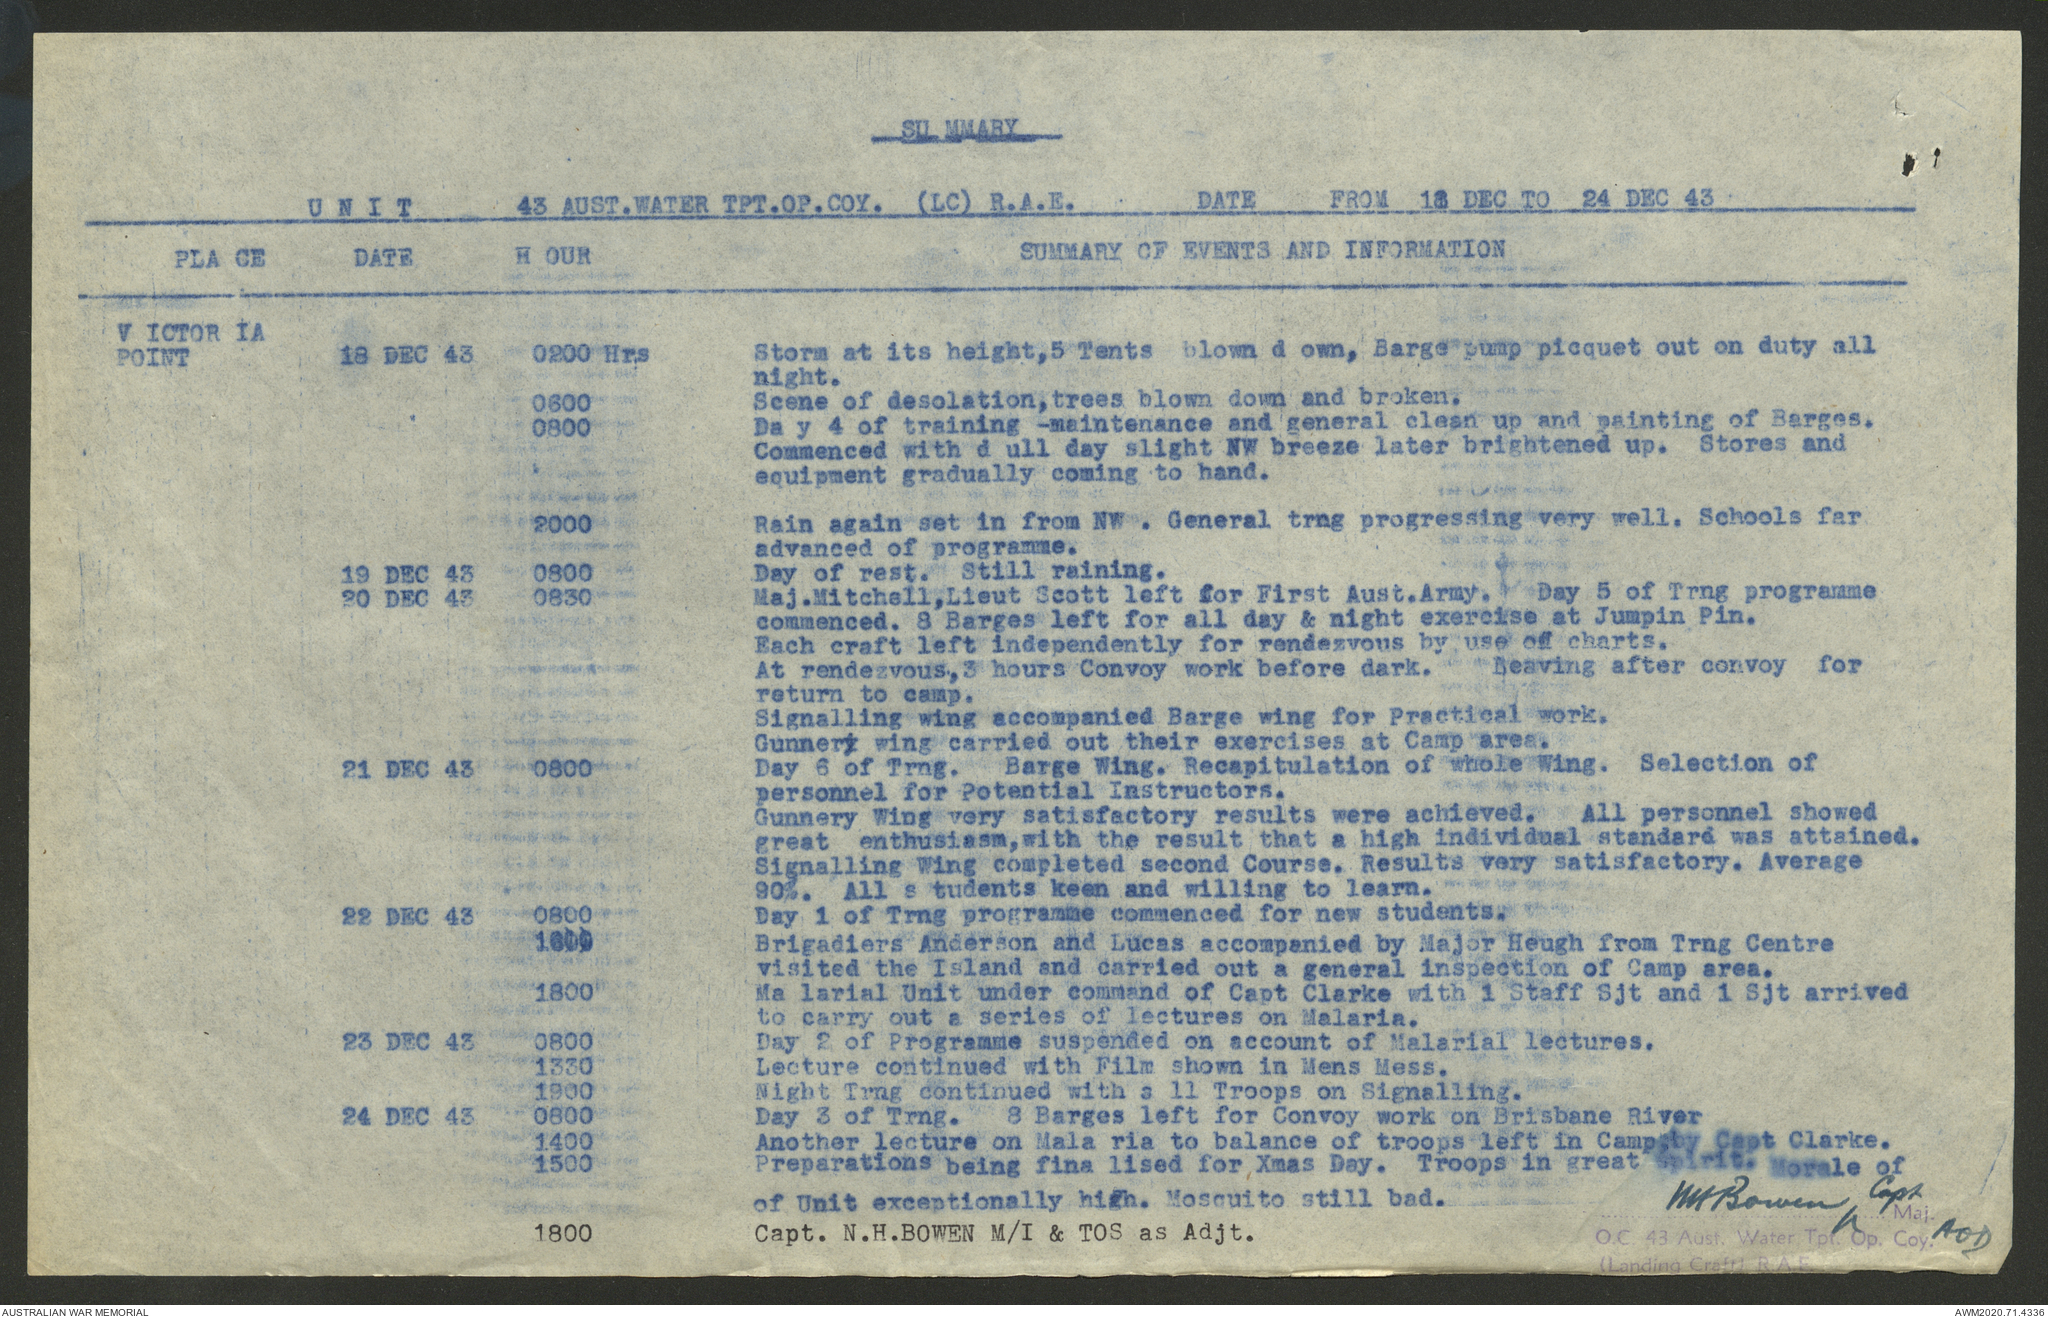 SU MMARY
U N I T 43 AUST.WATER TPT.OP.COY. (LC) R.A.E. DATE FROM 18 DEC TO 24 DEC 43
PLA CE DATE H OUR SUMMARY OF EVENTS AND INFORMATION
V ICTOR IA
POINT 18 DEC 43 0200 Hrs Storm at its height,5 Tents blown d own, Barge pump picquet out on duty all
night.
0600 Scene of desolation,trees blown down and broken.
0800 Da y 4 of training -maintenance and general clean up and painting of Barges.
Commenced with d ull day slight NW breeze later brightened up. Stores and
equipment gradually coming to hand.
2000 Rain again set in from NW . General trng progressing very well. Schools far
advanced of programme.
19 DEC 43 0800 Day of rest. Still raining.
20 DEC 43 0830 Maj.Mitchell,Lieut Scott left for First Aust.Army. Day 5 of Trng programme
commenced. 8 Barges left for all day & night exercise at Jumpin Pin.
Each craft left independently for rendezvous by use of charts.
At rendezvous,3 hours Convoy work before dark. Leaving after convoy for
return to camp.
Signalling wing accompanied Barge wing for Practical work.
Gunnery wing carried out their exercises at Camp area.
21 DEC 43 0800 Day 6 of Trng. Barge Wing. Recapitulation of whole Wing. Selection of
personnel for Potential Instructors.
Gunnery Wing very satisfactory results were achieved. All personnel showed
great enthusiasm,with the result that a high individual standard was attained.
Signalling Wing completed second Course. Results very satisfactory. Average
90%. All s tudents keen and willing to learn.
22 DEC 43 0800 Day 1 of Trng programme commenced for new students.
Brigadiers Anderson and Lucas accompanied by Major Heugh from Trng Centre
visited the Island and carried out a general inspection of Camp area.
1800 Ma larial Unit under command of Capt Clarke with 1 Staff Sjt and 1 Sjt arrived
to carry out a series of lectures on Malaria.
23 DEC 43 0800 Day 2 of Programme suspended on account of Malarial lectures.
1330 Lecture continued with Film shown in Mens Mess.
1900 Night Trng continued with a ll Troops on Signalling.
24 DEC 43 0800 Day 3 of Trng. 8 Barges left for Convoy work on Brisbane River
1400 Another lecture on Mala ria to balance of troops left in Camp by Capt Clarke.
1500 Preparations being fina lised for Xmas Day. Troops in great spirit. Morale of
of Unit exceptionally high. Mosquito still bad.
1800 Capt. N.H.BOWEN M/I & TOS as Adjt.
NH Bowen Capt
Maj.
O.C 43 Aust. Water Tpt. Op. Coy.
(Landing Craft) R.A.E.
AUSTRALIAN WAR MEMORIAL AWM2020.71.4336